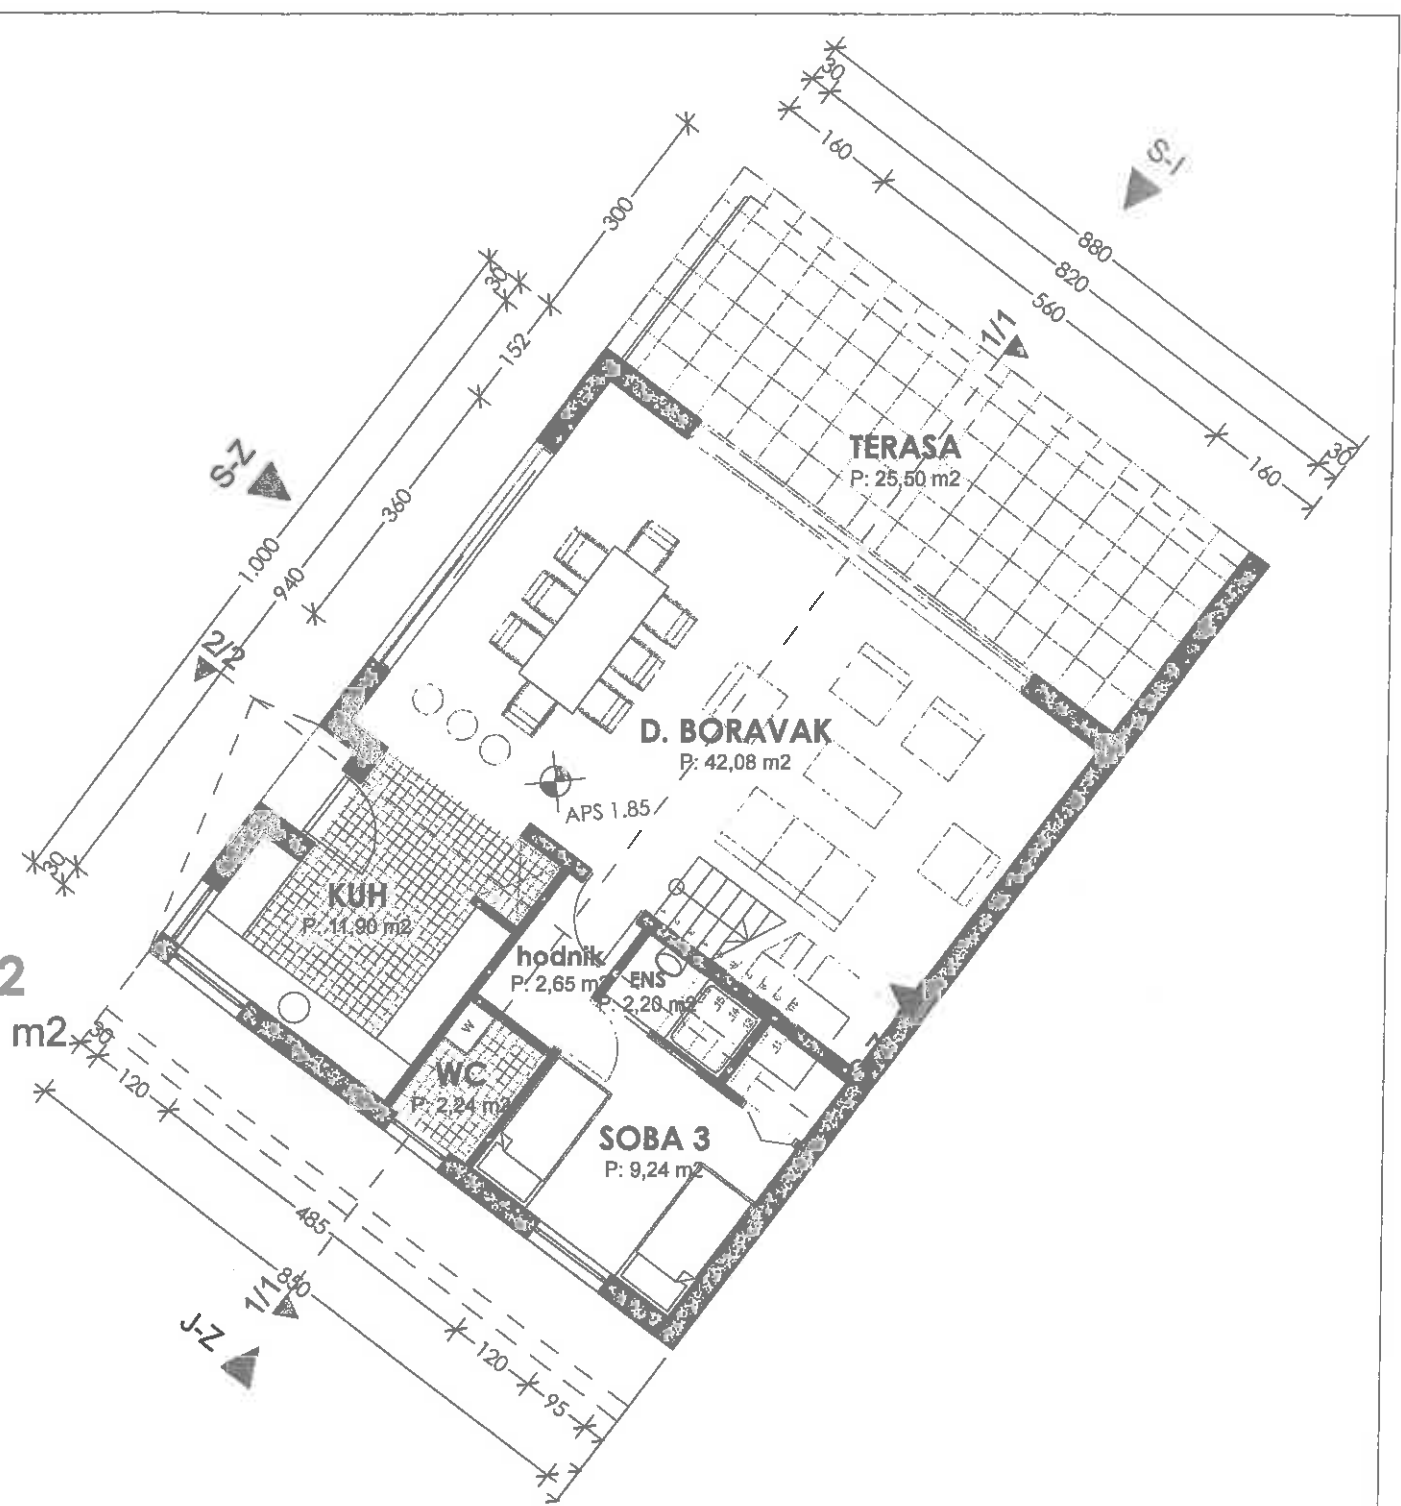 30
160
880
820
560
160
30
S-I
1/1
300
30
152
360
S-Z
1.000
940
2/2
30
TERASA
P: 25,50 m2
D. BORAVAK
P: 42,08 m2
APS 1.85
KUH
P: 11,90 m2
hodnik
P: 2,65 m2
ENS
P: 2,20 m2
W
WC
P: 2,24 m2
SOBA 3
P: 9,24 m2
2
m2
30
120
485
850
120
95
1/1
J-Z